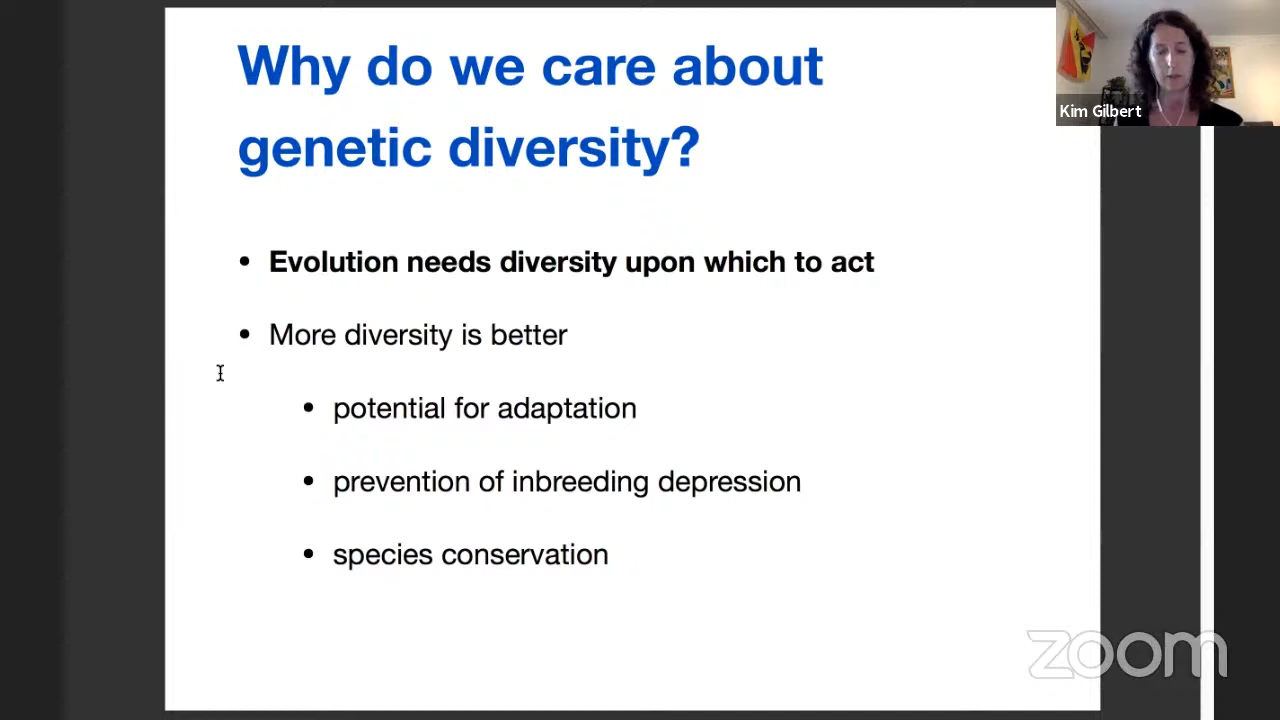 Why do we care about
genetic diversity?
Kim Gilbert
• Evolution needs diversity upon which to act
• More diversity is better
• potential for adaptation
• prevention of inbreeding depression
• species conservation
zoom